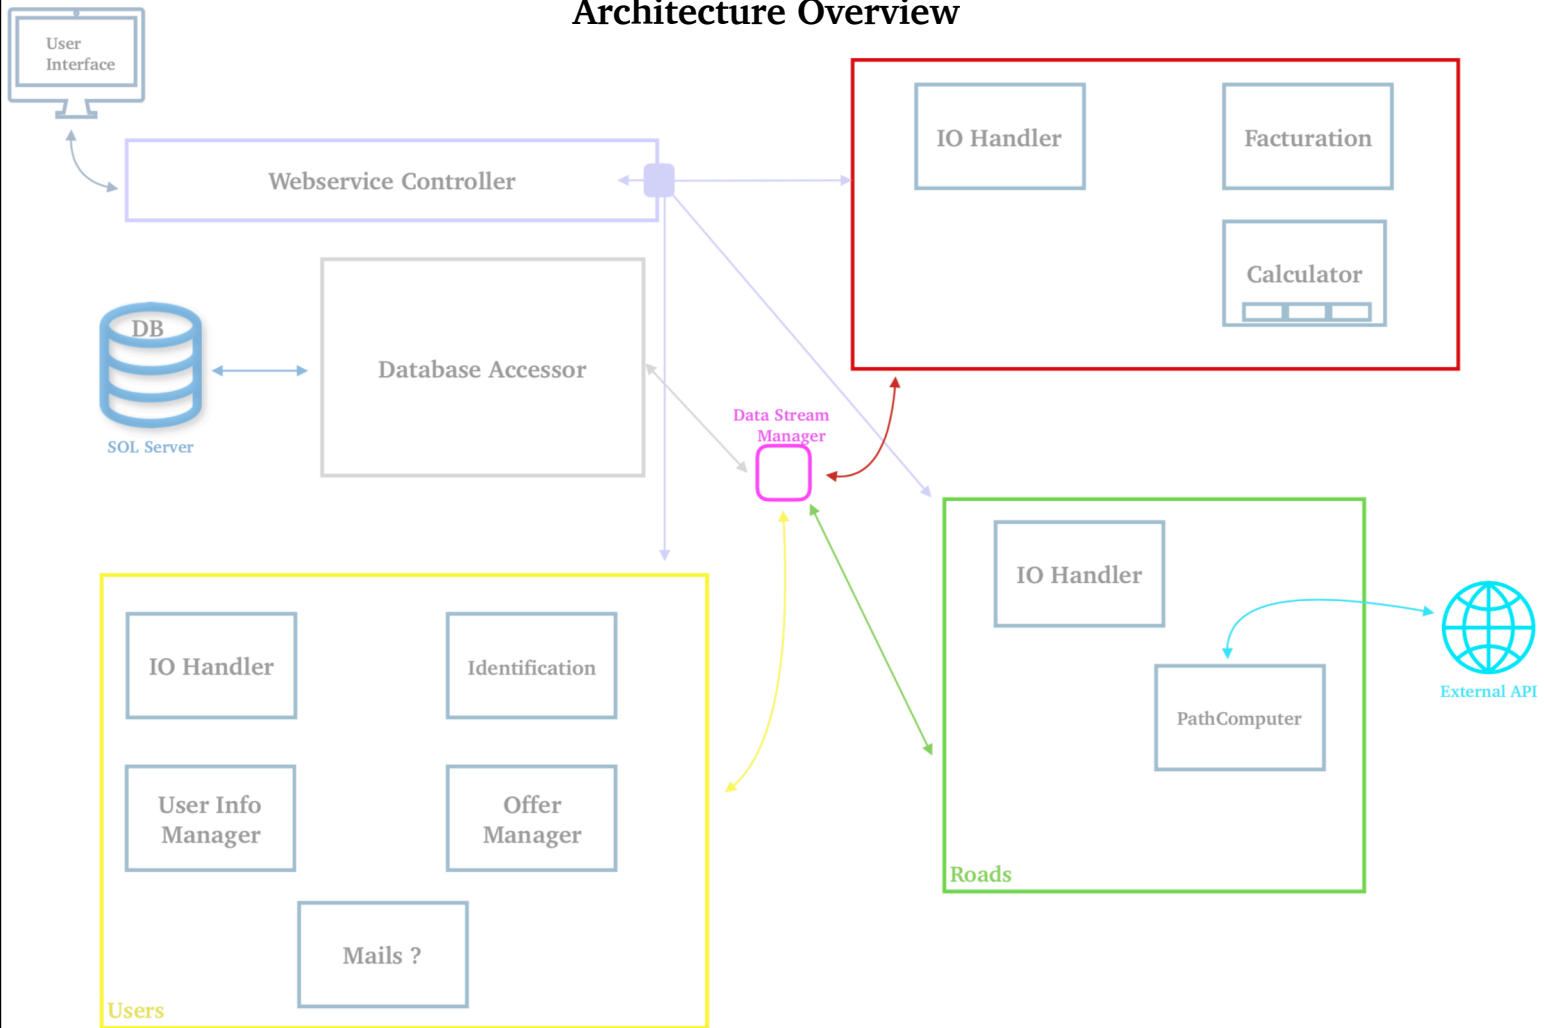 Architecture Overview
User
Interface
Webservice Controller
IO Handler
Facturation
Calculator
DB
SOL Server
Database Accessor
Data Stream
Manager
IO Handler
PathComputer
Roads
External API
IO Handler
Identification
User Info
Manager
Offer
Manager
Mails ?
Users